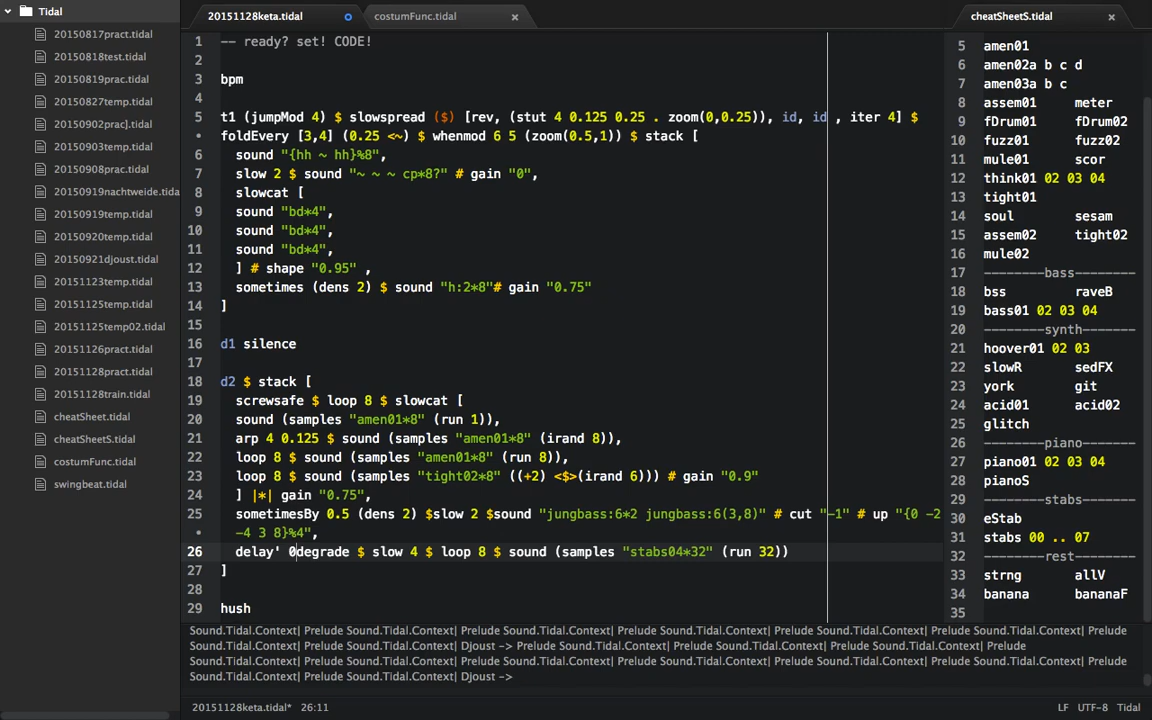 Tidal
20150817pract.tidal
20150818test.tidal
20150819prac.tidal
20150827temp.tidal
20150902prac].tidal
20150903temp.tidal
20150908prac.tidal
20150919nachtweide.tida
20150919temp.tidal
20150920temp.tidal
20150921djoust.tidal
20151123temp.tidal
20151125temp.tidal
20151125temp02.tidal
20151126pract.tidal
20151128pract.tidal
20151128train.tidal
cheatSheet.tidal
cheatSheetS.tidal
costumFunc.tidal
swingbeat.tidal
20151128keta.tidal
costumFunc.tidal
1 -- ready? set! CODE!
2
3 bpm
4
5 t1 (jumpMod 4) $ slowspread ($) [rev, (stut 4 0.125 0.25 . zoom(0,0.25)), id, id , iter 4] $
• foldEvery [3,4] (0.25 <~) $ whenmod 6 5 (zoom(0.5,1)) $ stack [
6 sound "{hh ~ hh}%8",
7 slow 2 $ sound "~ ~ ~ cp*8?" # gain "0",
8 slowcat [
9 sound "bd*4",
10 sound "bd*4",
11 sound "bd*4",
12 ] # shape "0.95" ,
13 sometimes (dens 2) $ sound "h:2*8"# gain "0.75"
14 ]
15
16 d1 silence
17
18 d2 $ stack [
19 screwsafe $ loop 8 $ slowcat [
20 sound (samples "amen01*8" (run 1)),
21 arp 4 0.125 $ sound (samples "amen01*8" (irand 8)),
22 loop 8 $ sound (samples "amen01*8" (run 8)),
23 loop 8 $ sound (samples "tight02*8" ((+2) <$>(irand 6))) # gain "0.9"
24 ] |*| gain "0.75",
25 sometimesBy 0.5 (dens 2) $slow 2 $sound "jungbass:6*2 jungbass:6(3,8)" # cut "-1" # up "{0 -2
• -4 3 8}%4",
26 delay' 0degrade $ slow 4 $ loop 8 $ sound (samples "stabs04*32" (run 32))
27 ]
28
29 hush
cheatSheetS.tidal
5 amen01
6 amen02a b c d
7 amen03a b c
8 assem01 meter
9 fDrum01 fDrum02
10 fuzz01 fuzz02
11 mule01 scor
12 think01 02 03 04
13 tight01
14 soul sesam
15 assem02 tight02
16 mule02
17 --------bass-------
18 bss raveB
19 bass01 02 03 04
20 --------synth------
21 hoover01 02 03
22 slowR sedFX
23 york git
24 acid01 acid02
25 glitch
26 --------piano------
27 piano01 02 03 04
28 pianoS
29 --------stabs------
30 eStab
31 stabs 00 .. 07
32 --------rest-------
33 strng allV
34 banana bananaF
35
Sound.Tidal.Context| Prelude Sound.Tidal.Context| Prelude Sound.Tidal.Context| Prelude Sound.Tidal.Context| Prelude Sound.Tidal.Context| Prelude Sound.Tidal.Context| Prelude
Sound.Tidal.Context| Prelude Sound.Tidal.Context| Djoust -> Prelude Sound.Tidal.Context| Prelude Sound.Tidal.Context| Prelude Sound.Tidal.Context| Prelude
Sound.Tidal.Context| Prelude Sound.Tidal.Context| Prelude Sound.Tidal.Context| Prelude Sound.Tidal.Context| Prelude Sound.Tidal.Context| Prelude Sound.Tidal.Context| Prelude
Sound.Tidal.Context| Prelude Sound.Tidal.Context| Djoust ->
20151128keta.tidal* 26:11
LF UTF-8 Tidal